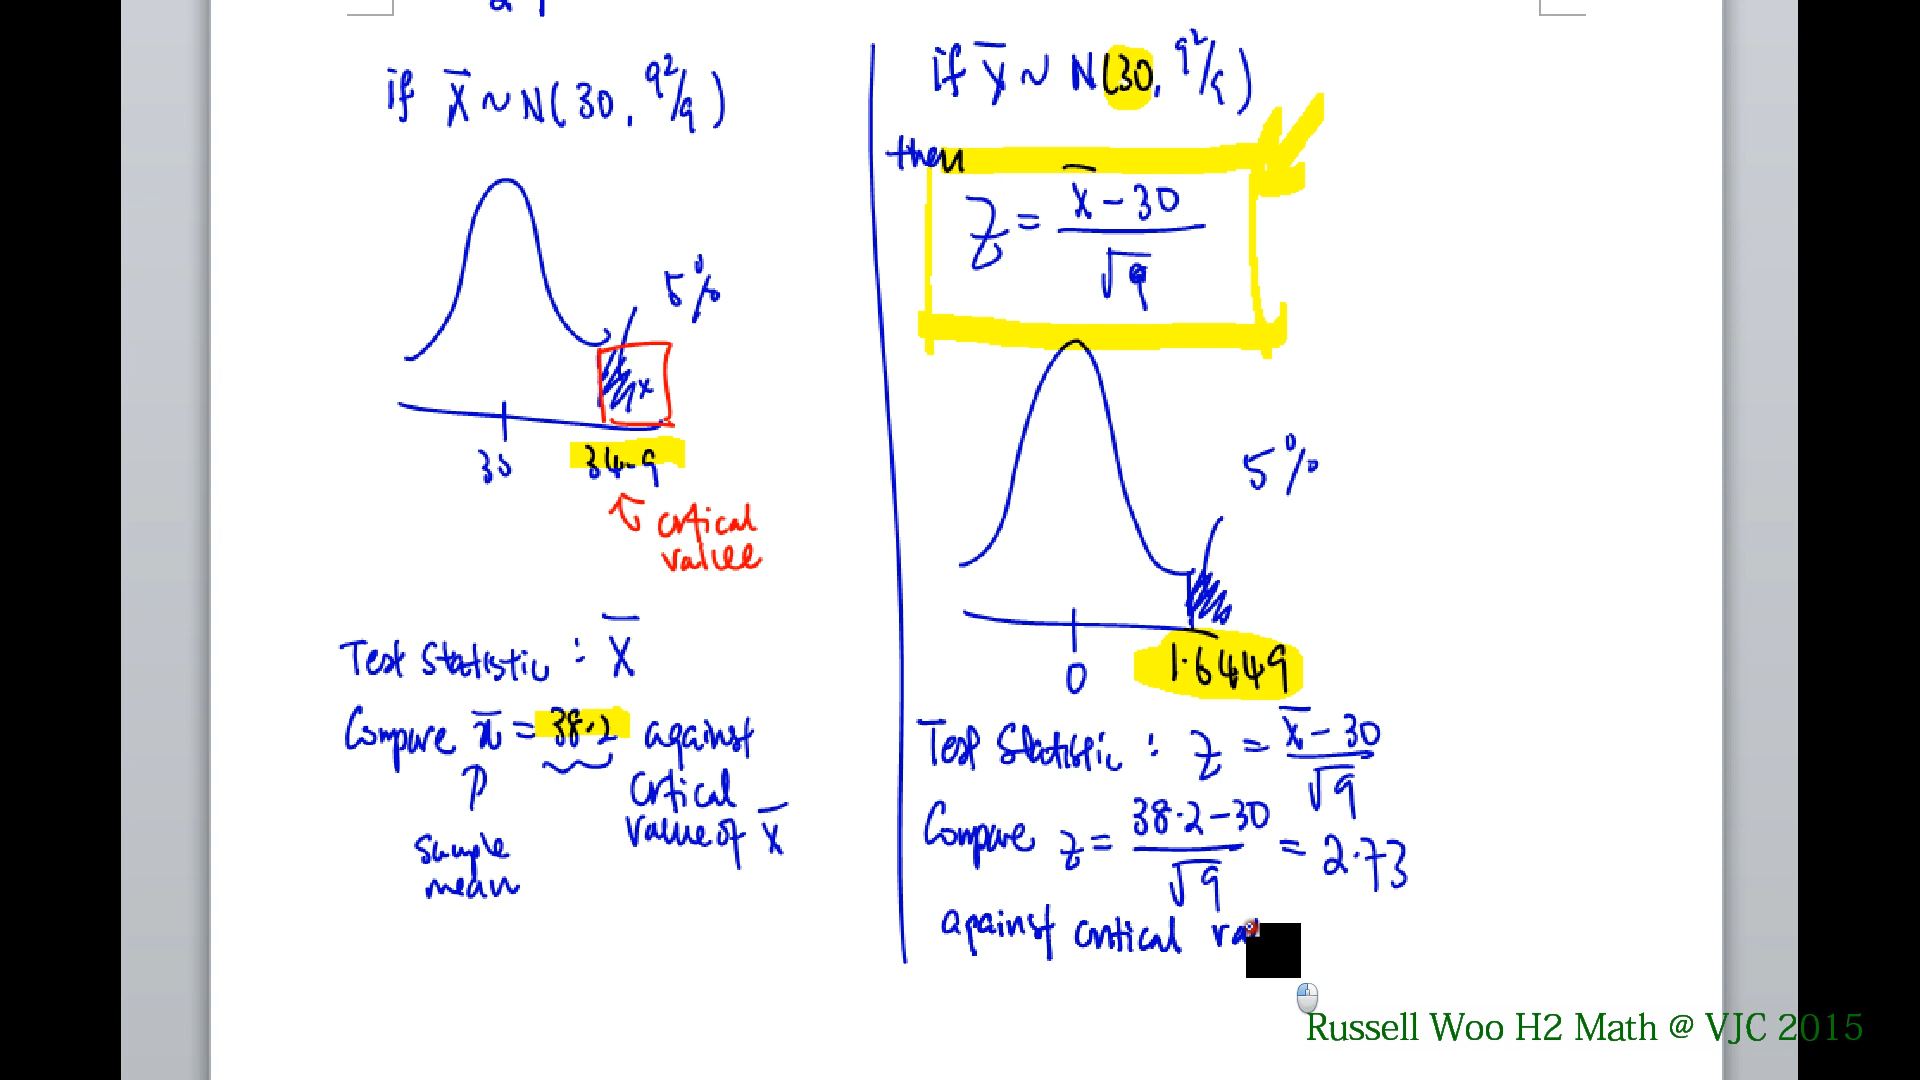 if X̄ ~ N(30, 9²/9)
5%
x
30
34.9
critical
value
Test Statistic : X̄
Compare x̄ = 38.2 against
critical
value of X̄
sample
mean
if X̄ ~ N(30, 9²/9)
then
Z = X̄ - 30
√9
5%
0
1.6449
Test Statistic : Z = X̄ - 30
√9
Compare z = 38.2 - 30 = 2.73
√9
against critical va
Russell Woo H2 Math @ VJC 2015